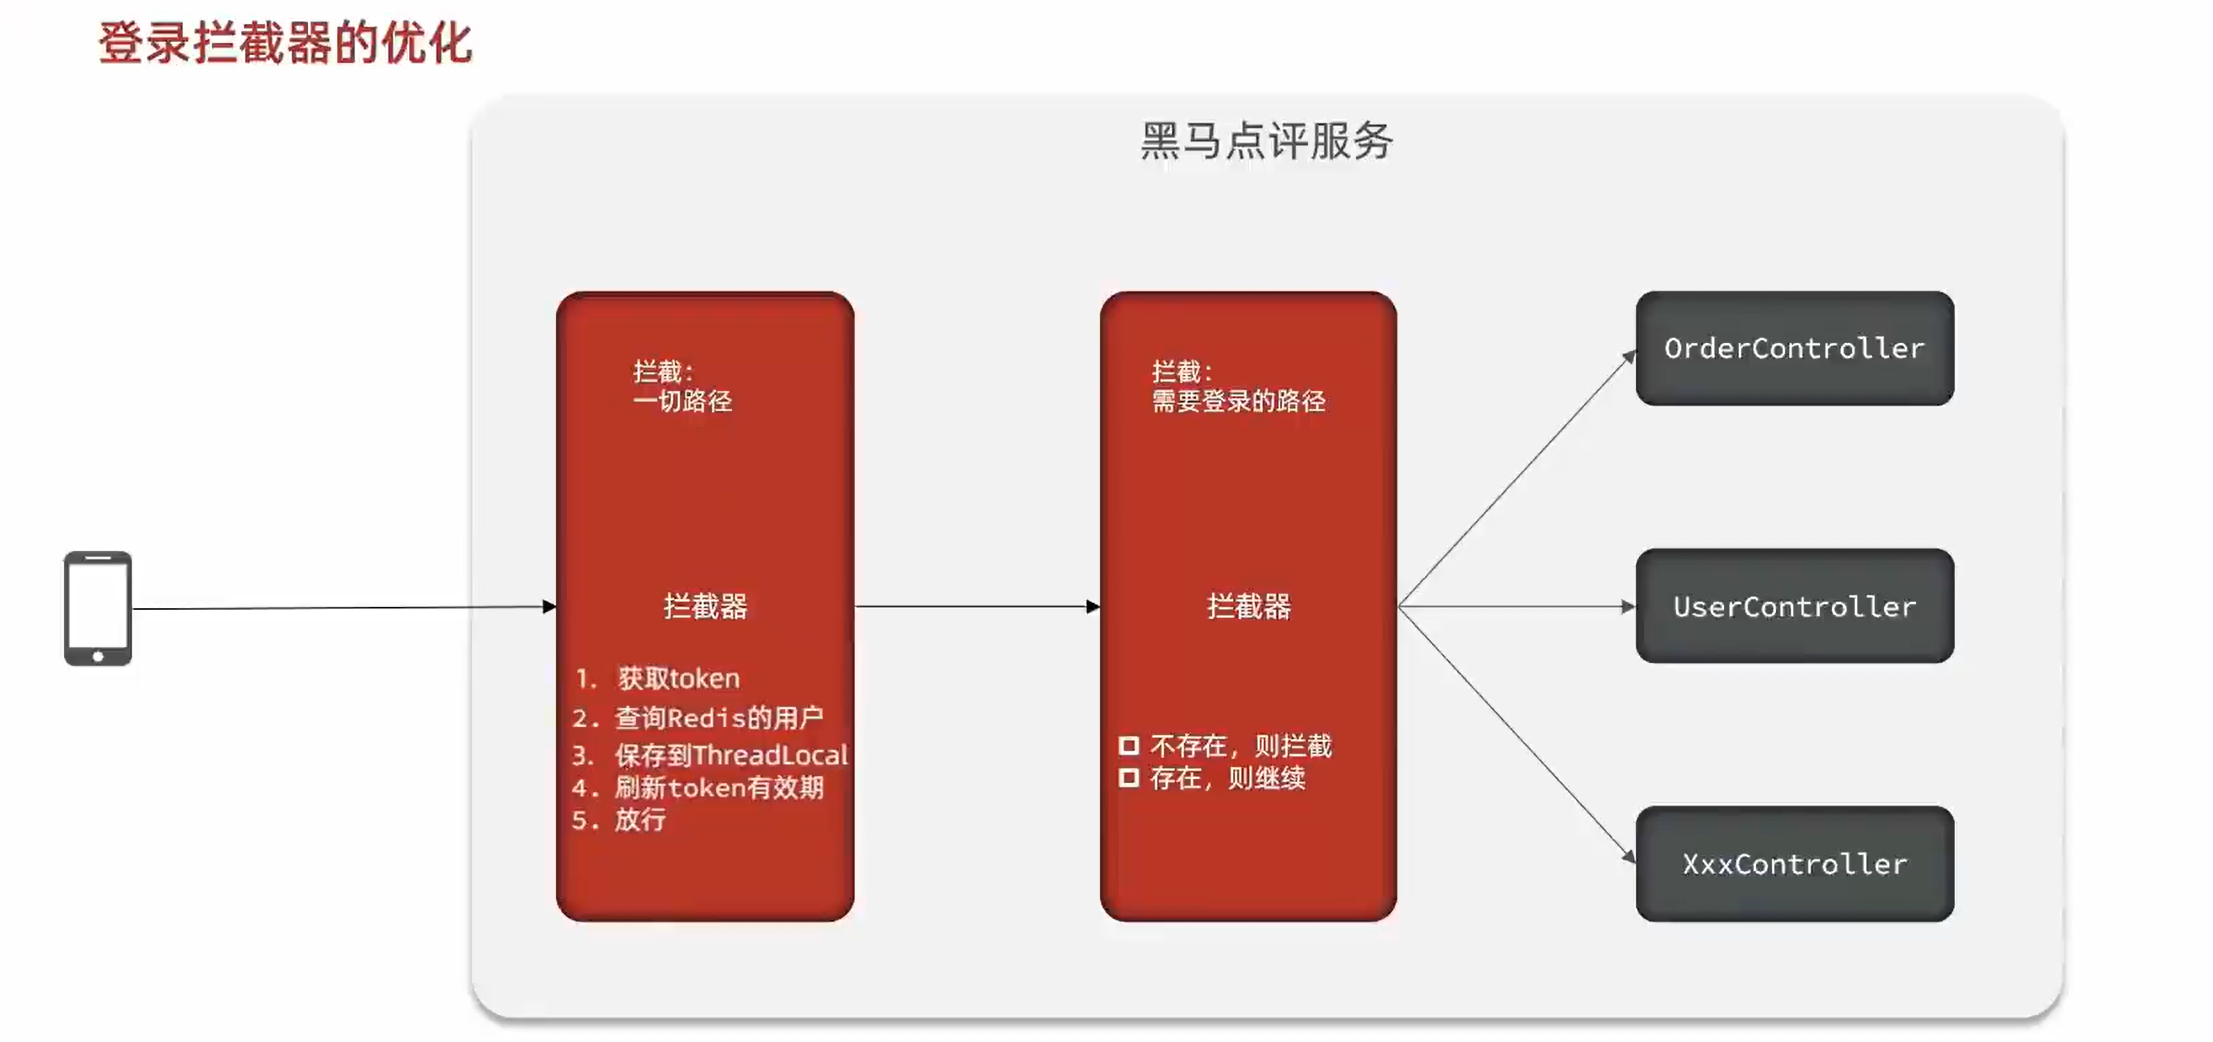 登录拦截器的优化
黑马点评服务
拦截：
一切路径
拦截器
1. 获取token
2. 查询Redis的用户
3. 保存到ThreadLocal
4. 刷新token有效期
5. 放行
拦截：
需要登录的路径
拦截器
不存在，则拦截
存在，则继续
OrderController
UserController
XxxController